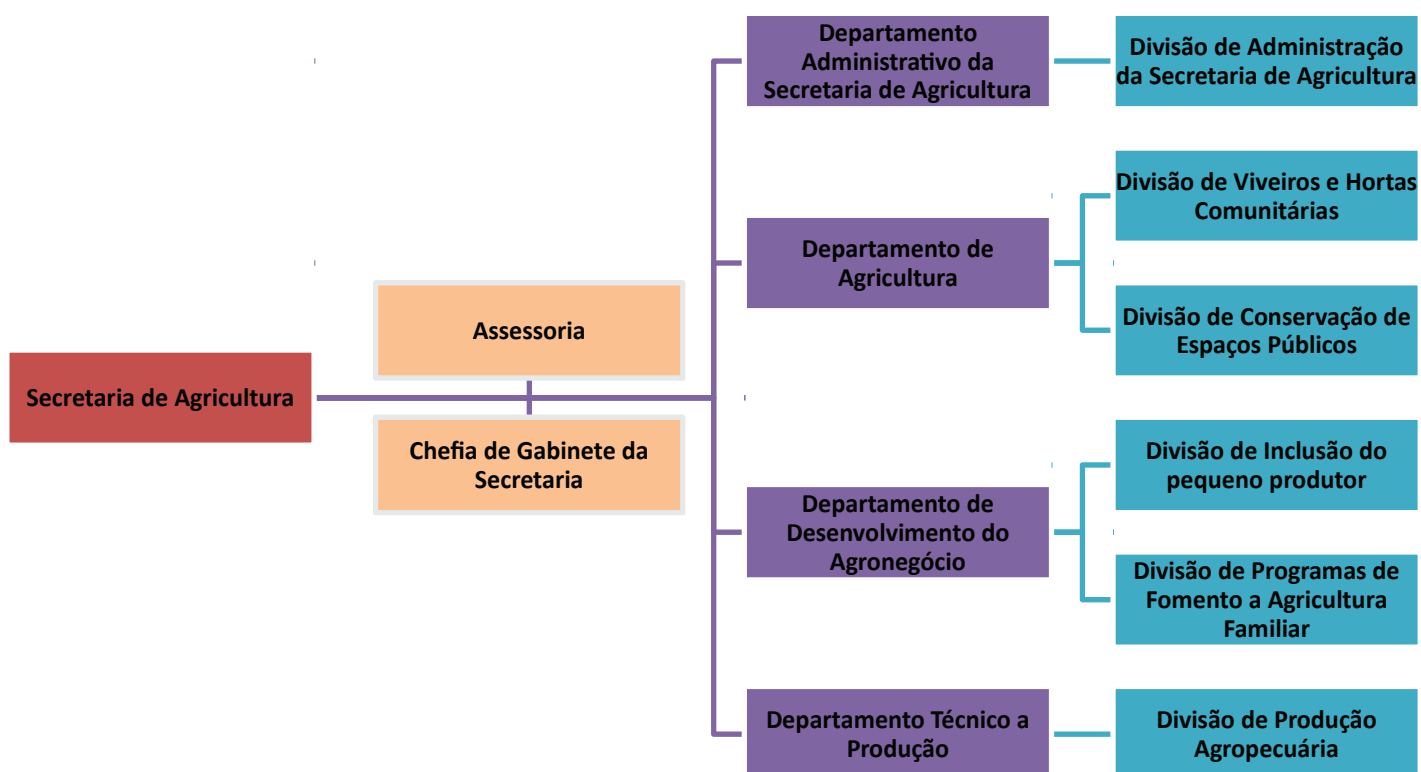 Secretaria de Agricultura
Assessoria
Chefia de Gabinete da
Secretaria
Departamento
Administrativo da
Secretaria de Agricultura
Divisão de Administração
da Secretaria de Agricultura
Departamento de
Agricultura
Divisão de Viveiros e Hortas
Comunitárias
Divisão de Conservação de
Espaços Públicos
Departamento de
Desenvolvimento do
Agronegócio
Divisão de Inclusão do
pequeno produtor
Divisão de Programas de
Fomento a Agricultura
Familiar
Departamento Técnico a
Produção
Divisão de Produção
Agropecuária